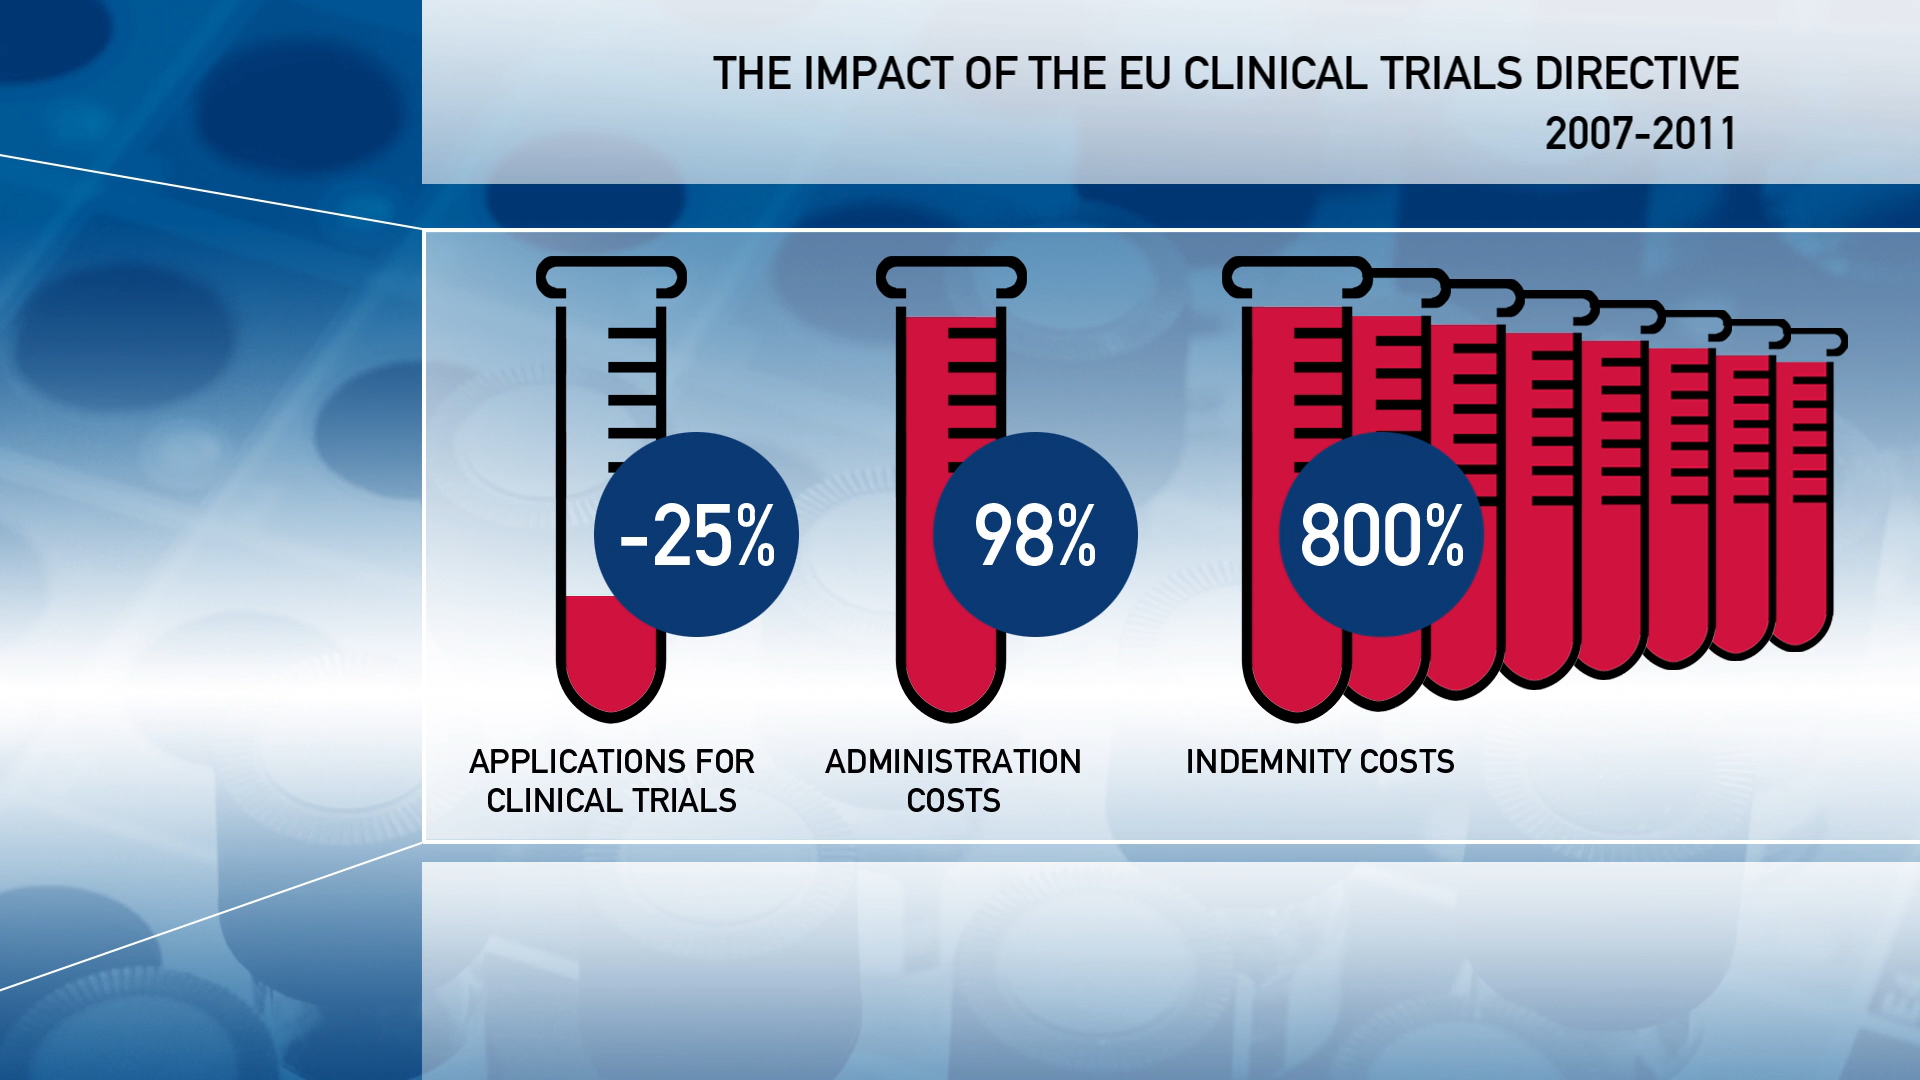 THE IMPACT OF THE EU CLINICAL TRIALS DIRECTIVE
2007-2011
-25%
98%
800%
APPLICATIONS FOR
CLINICAL TRIALS
ADMINISTRATION
COSTS
INDEMNITY COSTS